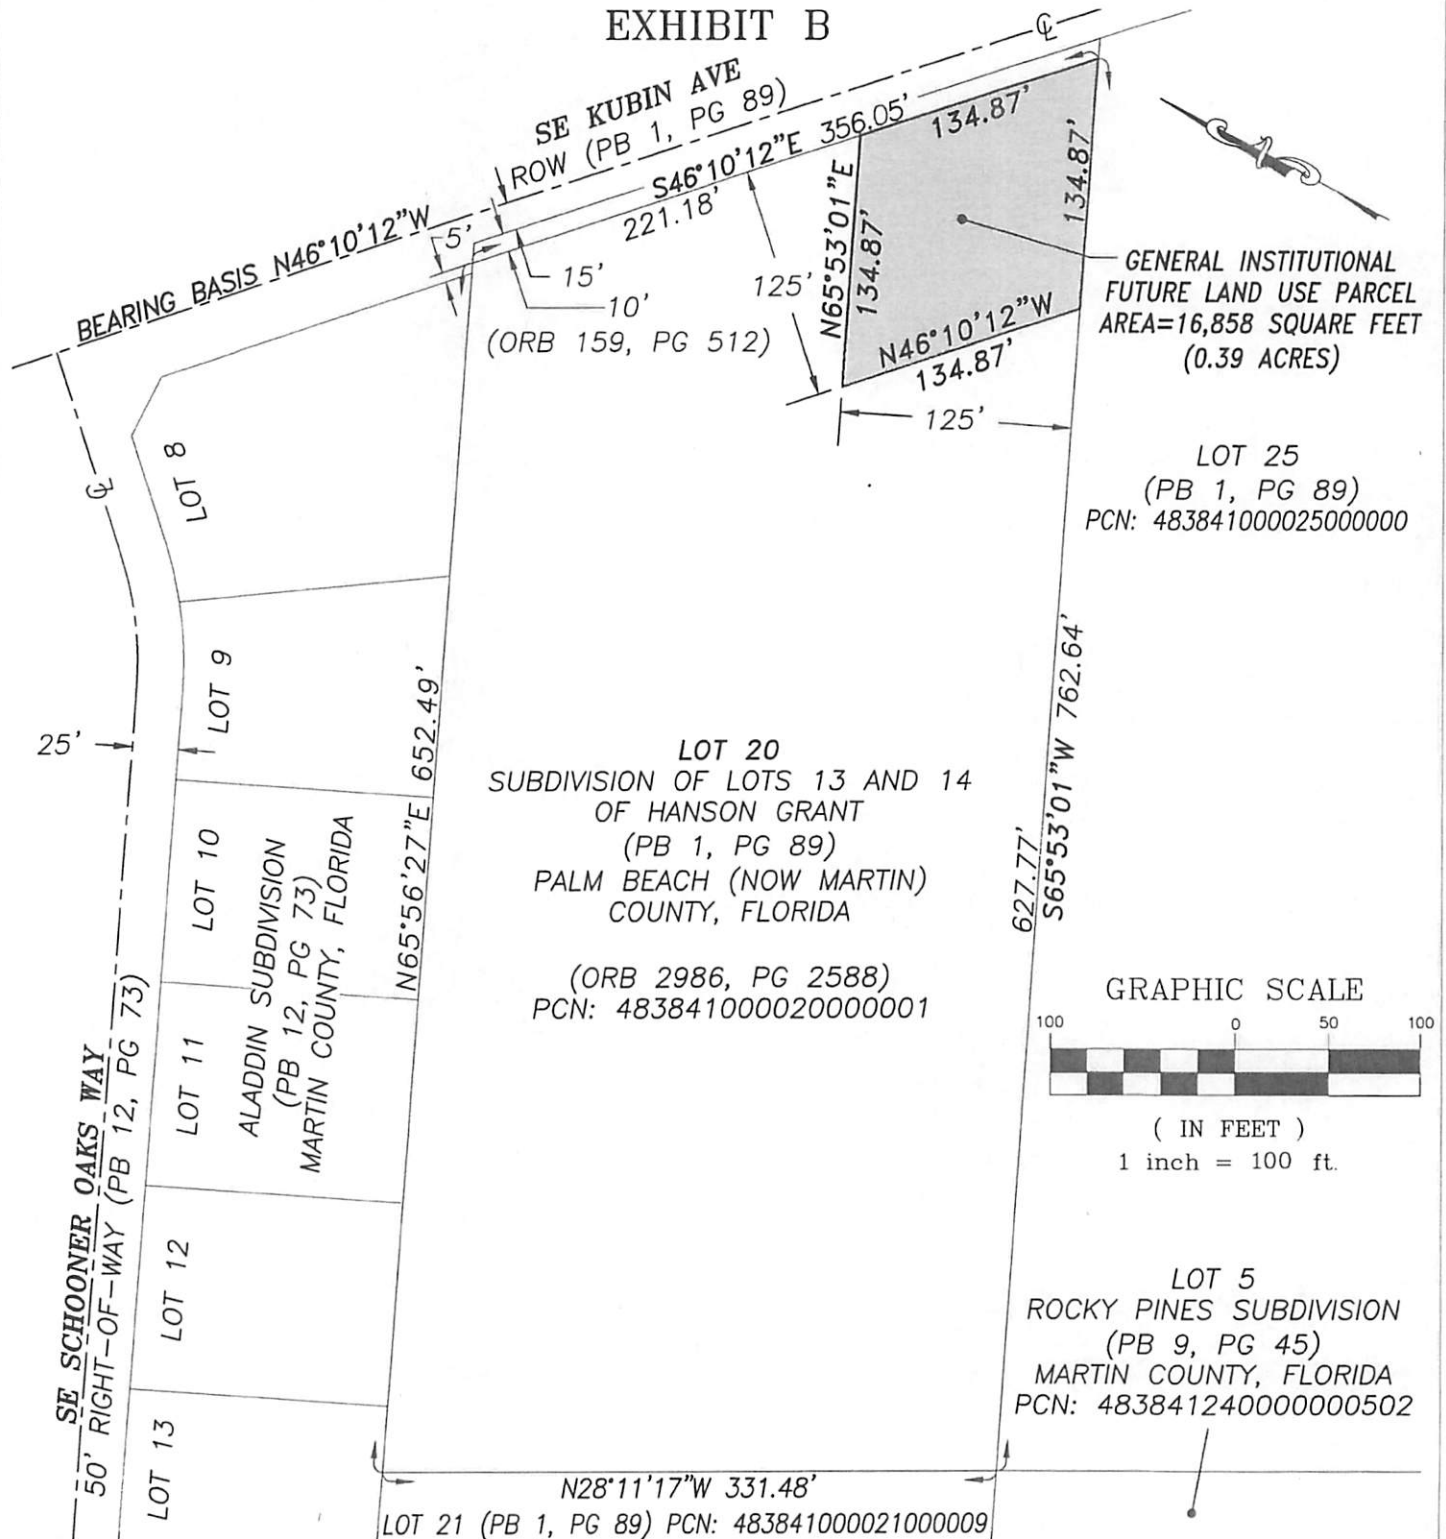 EXHIBIT B
℄
SE KUBIN AVE
ROW (PB 1, PG 89)
BEARING BASIS N46°10'12"W
S46°10'12"E 356.05'
221.18'
134.87'
134.87'
N65°53'01"E
134.87'
N46°10'12"W
134.87'
5'
15'
10'
(ORB 159, PG 512)
125'
125'
GENERAL INSTITUTIONAL
FUTURE LAND USE PARCEL
AREA=16,858 SQUARE FEET
(0.39 ACRES)
LOT 25
(PB 1, PG 89)
PCN: 483841000025000000
℄
LOT 8
LOT 9
25'
LOT 10
LOT 11
LOT 12
LOT 13
ALADDIN SUBDIVISION
(PB 12, PG 73)
MARTIN COUNTY, FLORIDA
N65°56'27"E 652.49'
SE SCHOONER OAKS WAY
50' RIGHT-OF-WAY (PB 12, PG 73)
LOT 20
SUBDIVISION OF LOTS 13 AND 14
OF HANSON GRANT
(PB 1, PG 89)
PALM BEACH (NOW MARTIN)
COUNTY, FLORIDA
(ORB 2986, PG 2588)
PCN: 483841000020000001
627.77'
S65°53'01"W 762.64'
GRAPHIC SCALE
100 0 50 100
( IN FEET )
1 inch = 100 ft.
LOT 5
ROCKY PINES SUBDIVISION
(PB 9, PG 45)
MARTIN COUNTY, FLORIDA
PCN: 483841240000000502
N28°11'17"W 331.48'
LOT 21 (PB 1, PG 89) PCN: 483841000021000009